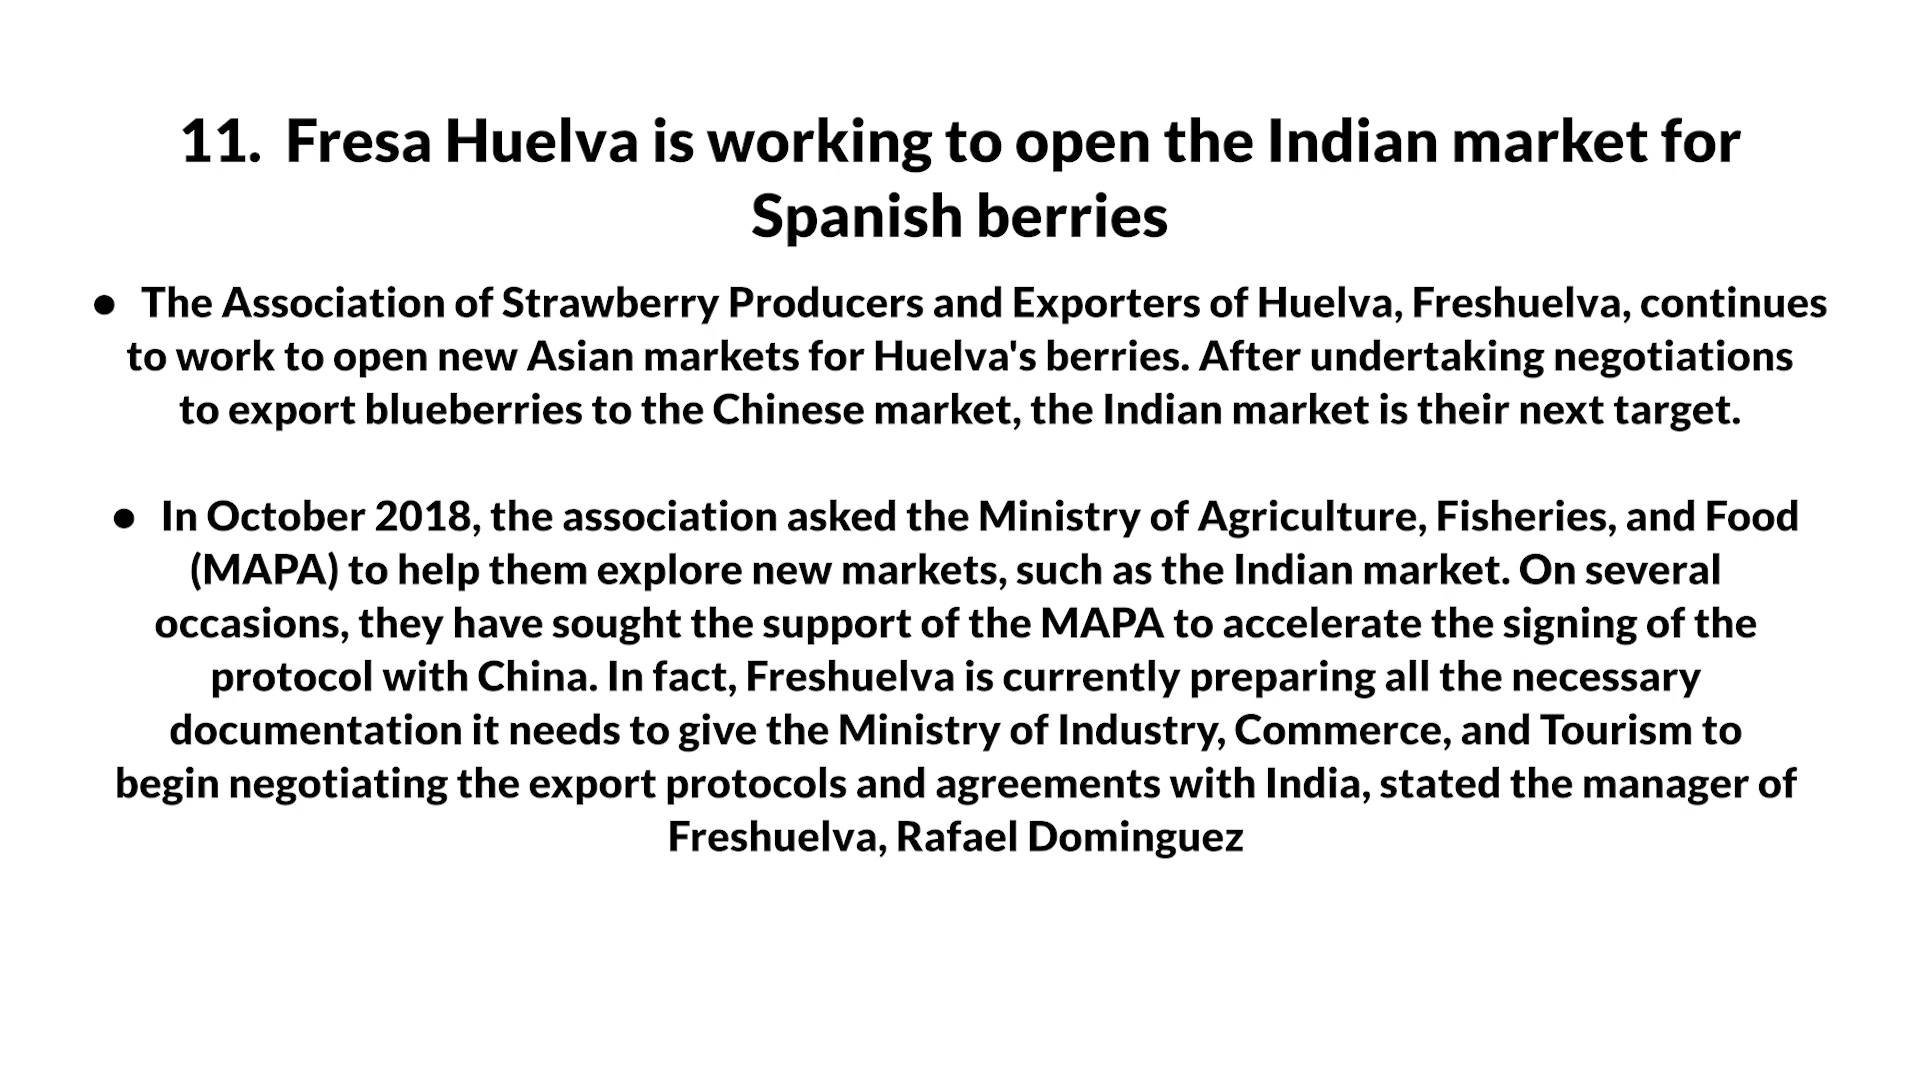 11. Fresa Huelva is working to open the Indian market for
Spanish berries
● The Association of Strawberry Producers and Exporters of Huelva, Freshuelva, continues
to work to open new Asian markets for Huelva's berries. After undertaking negotiations
to export blueberries to the Chinese market, the Indian market is their next target.
● In October 2018, the association asked the Ministry of Agriculture, Fisheries, and Food
(MAPA) to help them explore new markets, such as the Indian market. On several
occasions, they have sought the support of the MAPA to accelerate the signing of the
protocol with China. In fact, Freshuelva is currently preparing all the necessary
documentation it needs to give the Ministry of Industry, Commerce, and Tourism to
begin negotiating the export protocols and agreements with India, stated the manager of
Freshuelva, Rafael Dominguez